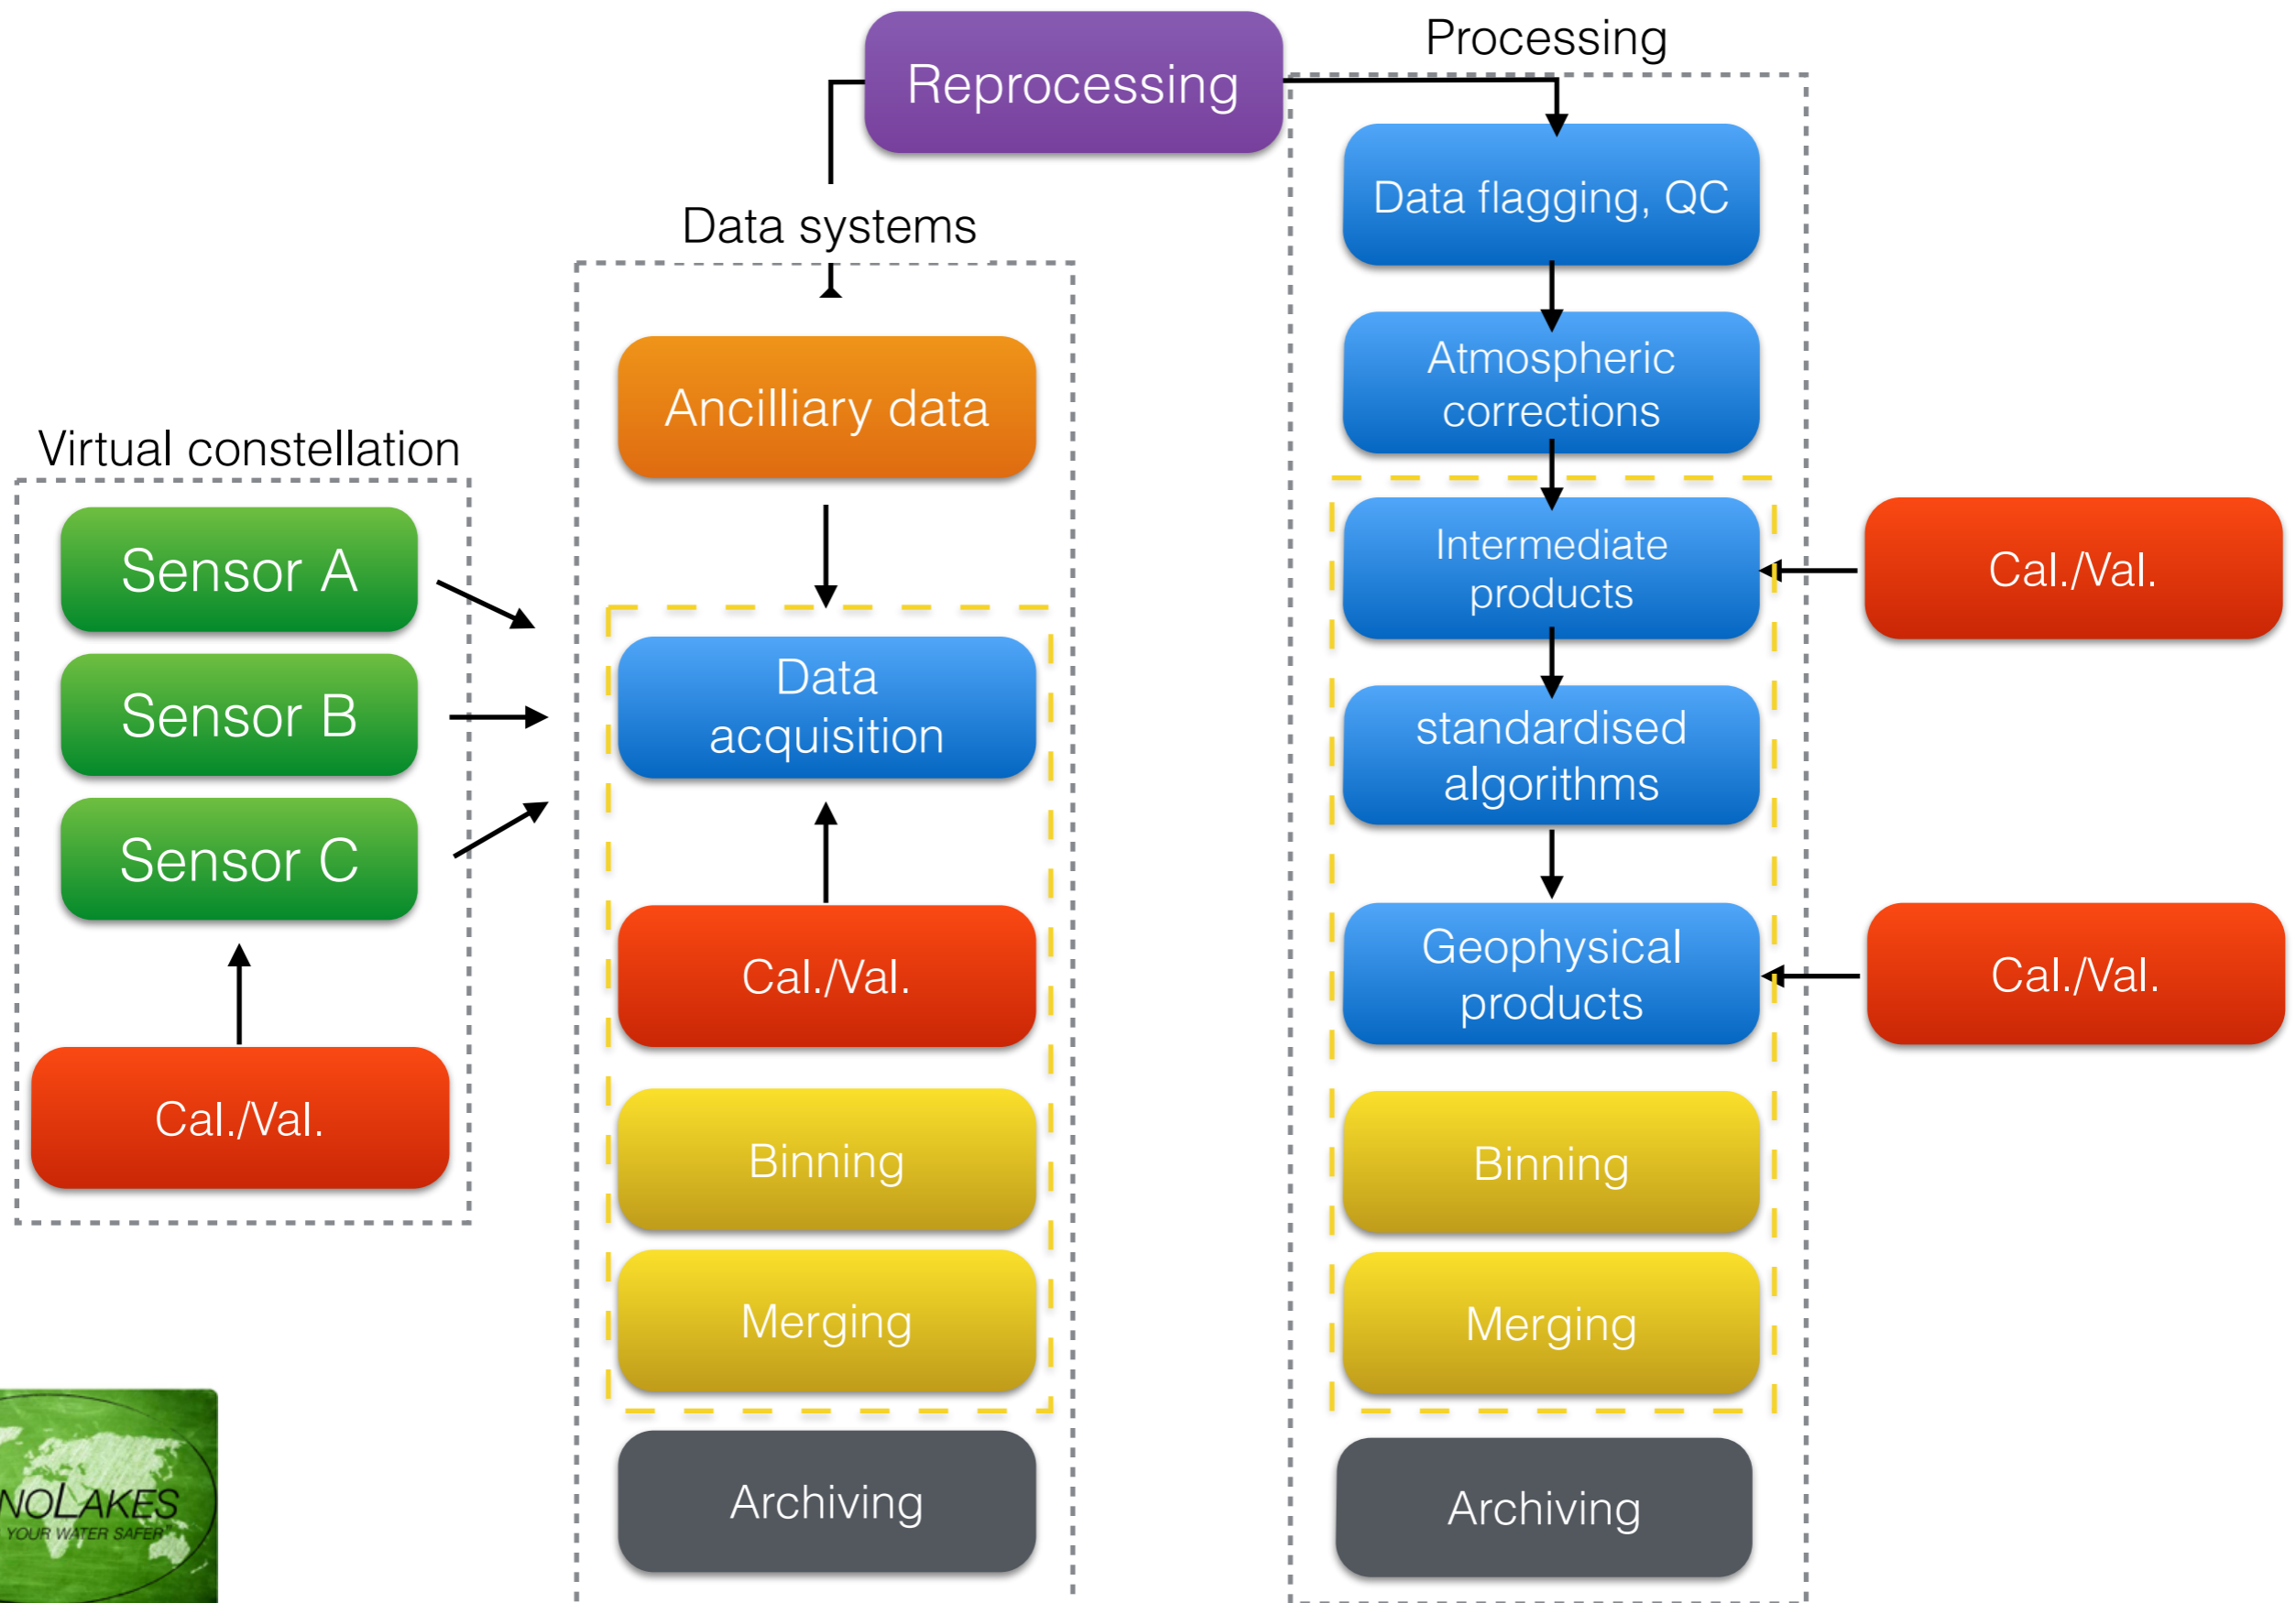 Reprocessing
Processing
Data flagging, QC
Data systems
Atmospheric
corrections
Ancilliary data
Virtual constellation
Intermediate
products
Cal./Val.
Sensor A
Data
acquisition
Sensor B
standardised
algorithms
Sensor C
Cal./Val.
Geophysical
products
Cal./Val.
Cal./Val.
Binning
Binning
Merging
Merging
Archiving
Archiving
YOUR WATER SAFER"